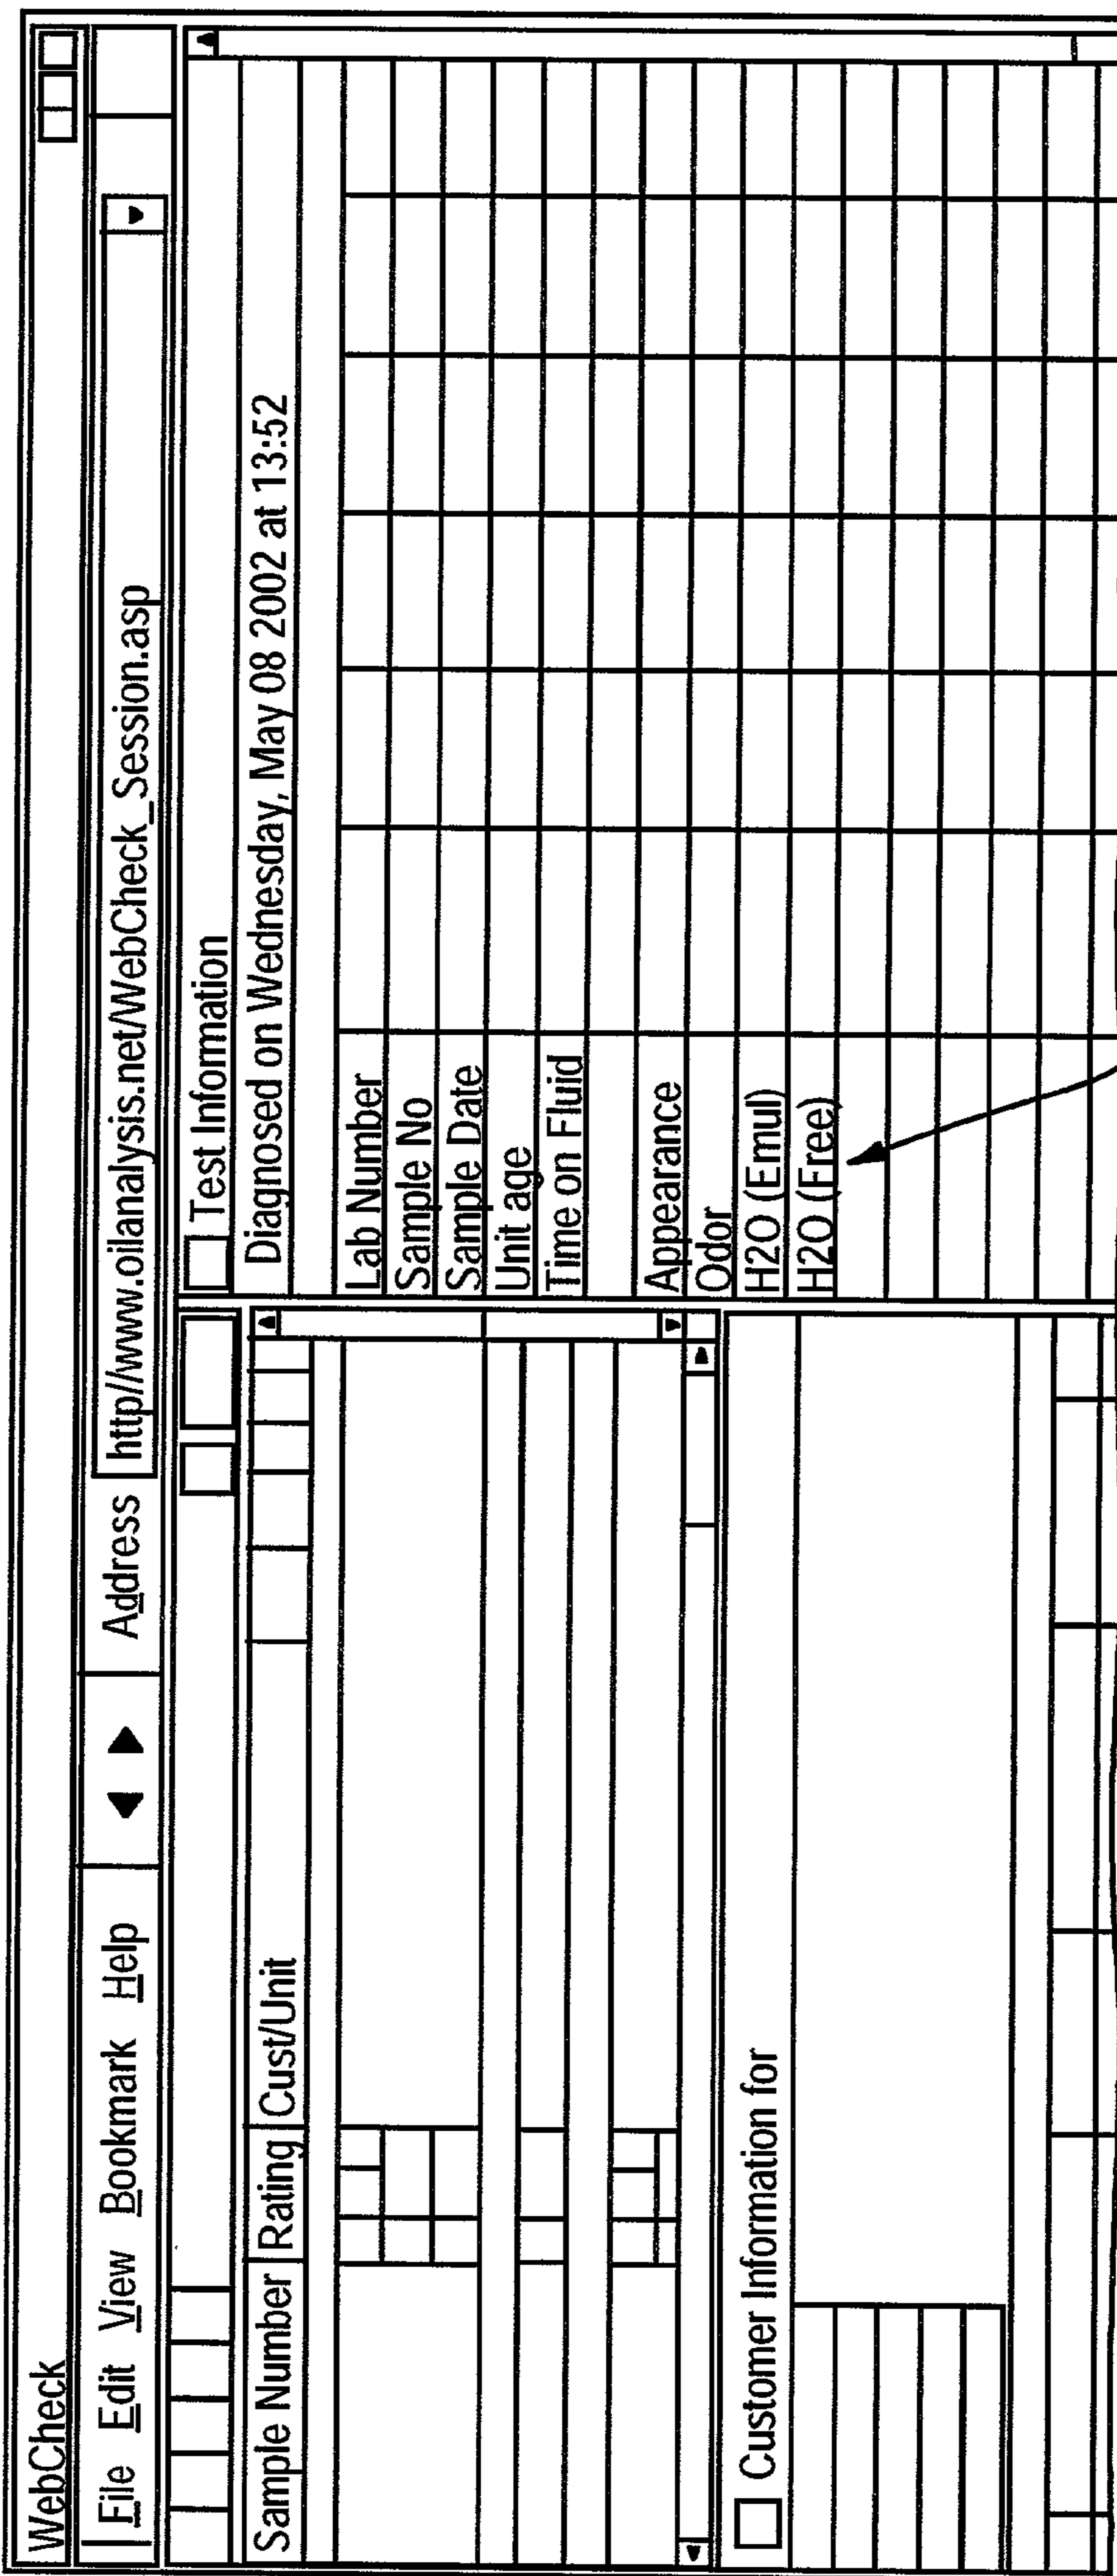 WebCheck
File Edit View Bookmark Help
Address http//www.oilanalysis.net/WebCheck_Session.asp
Sample Number Rating Cust/Unit
Customer Information for
Test Information
Diagnosed on Wednesday, May 08 2002 at 13:52
Lab Number
Sample No
Sample Date
Unit age
Time on Fluid
Appearance
Odor
H2O (Emul)
H2O (Free)